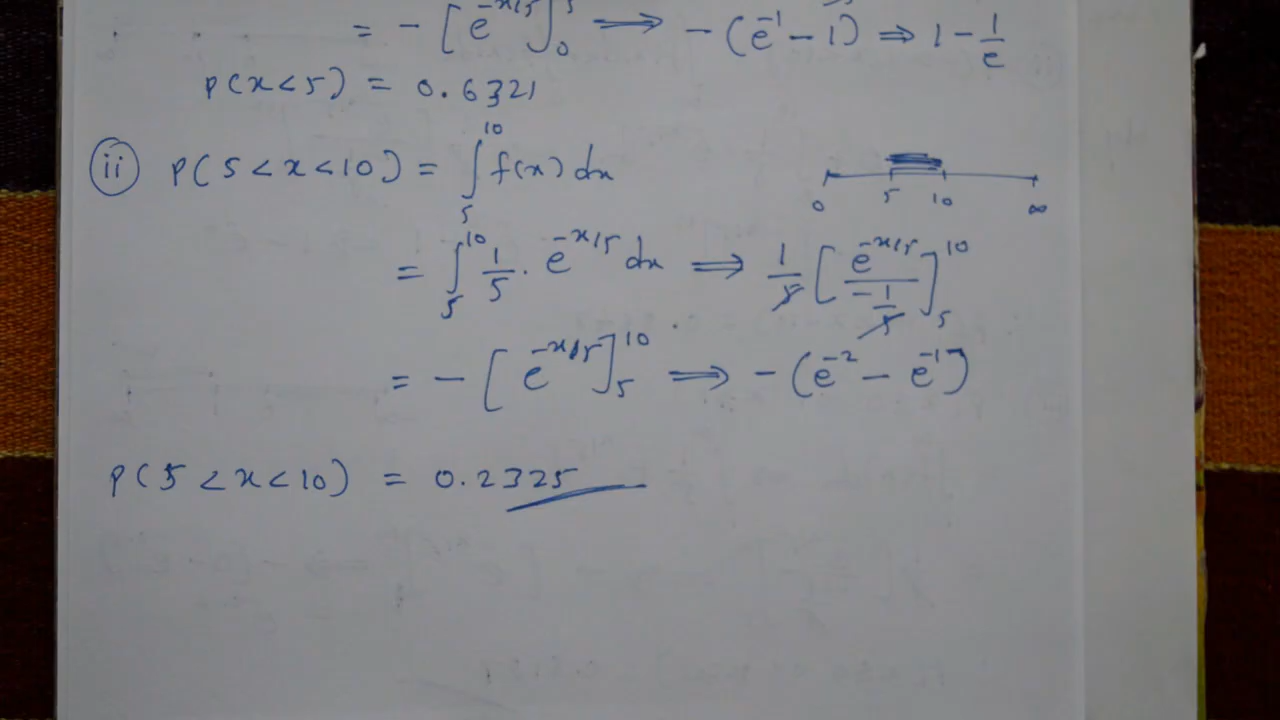 = - [e^{-x/5}]_0^5 ⟹ -(e^{-1} - 1) ⇒ 1 - 1/e
P(x<5) = 0.6321
(ii) P(5<x<10) = ∫_5^{10} f(x) dx
0 5 10 ∞
= ∫_5^{10} 1/5 . e^{-x/5} dx ⟹ 1/5 [e^{-x/5} / -1/5]_5^{10}
= - [e^{-x/5}]_5^{10} ⟹ -(e^{-2} - e^{-1})
P(5<x<10) = 0.2325